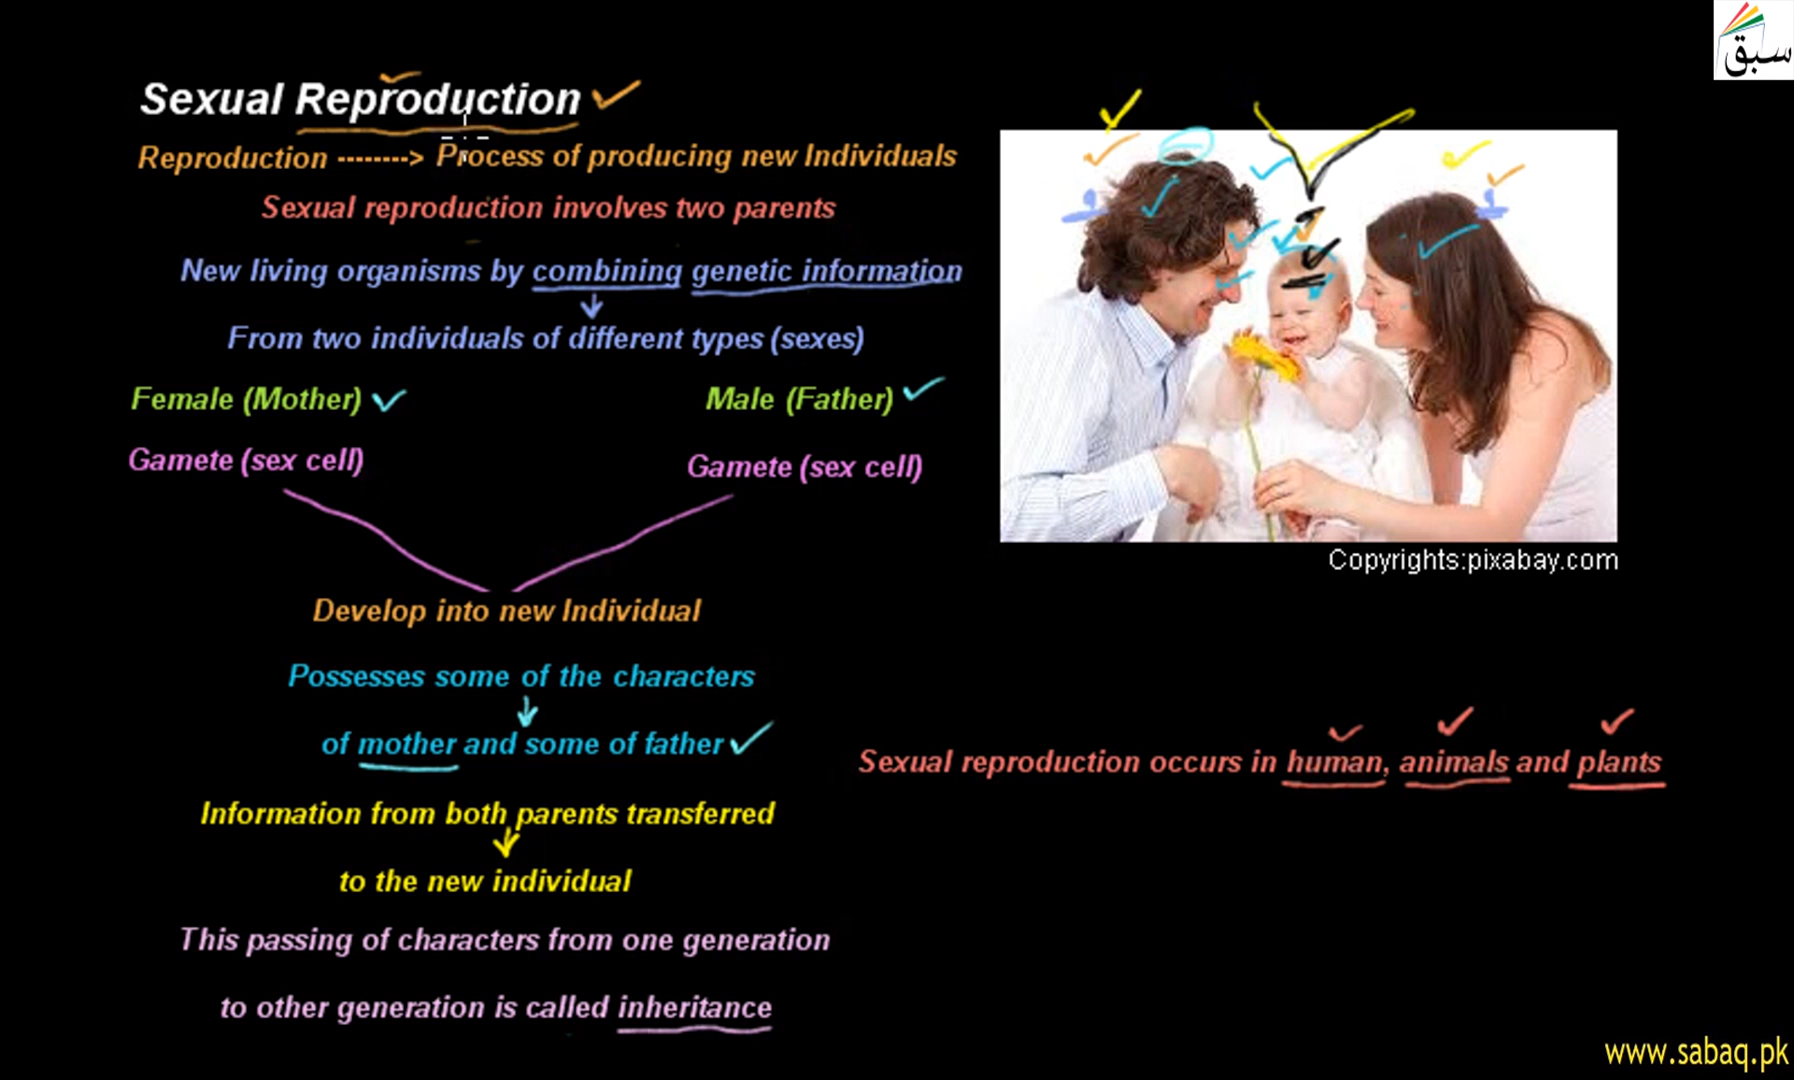 سبق
Sexual Reproduction
Reproduction --------> Process of producing new Individuals
Sexual reproduction involves two parents
New living organisms by combining genetic information
From two individuals of different types (sexes)
Female (Mother)
Male (Father)
Gamete (sex cell)
Gamete (sex cell)
Develop into new Individual
Possesses some of the characters
of mother and some of father
Information from both parents transferred
to the new individual
This passing of characters from one generation
to other generation is called inheritance
Copyrights:pixabay.com
Sexual reproduction occurs in human, animals and plants
www.sabaq.pk